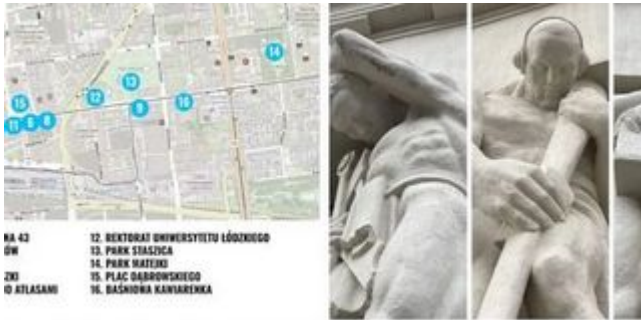 14
13
12
15
9
16
11
6
8
NA 43
ÓW
ZKI
O ATLASAMI
12. REKTORAT UNIWERSYTETU ŁÓDZKIEGO
13. PARK STASZICA
14. PARK MATEJKI
15. PLAC DĄBROWSKIEGO
16. BAŚNIOWA KAWIARENKA